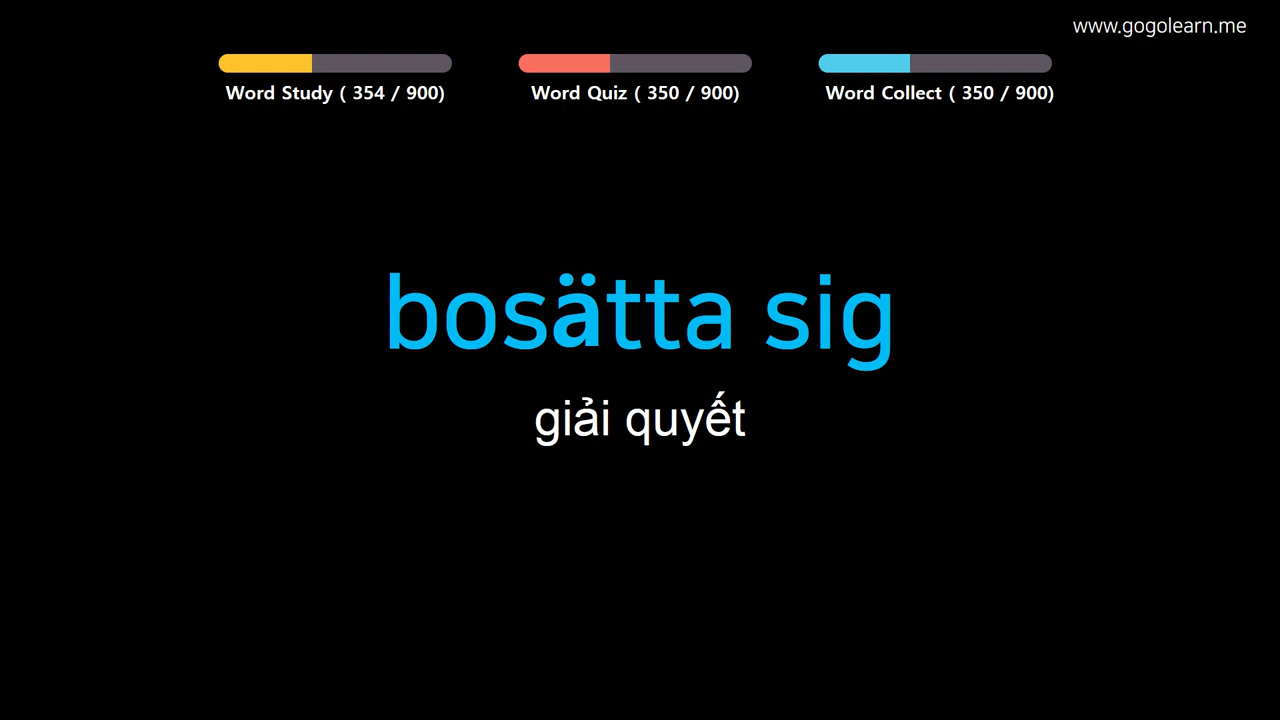 www.gogolearn.me
Word Study ( 354 / 900)
Word Quiz ( 350 / 900)
Word Collect ( 350 / 900)
bosätta sig
giải quyết